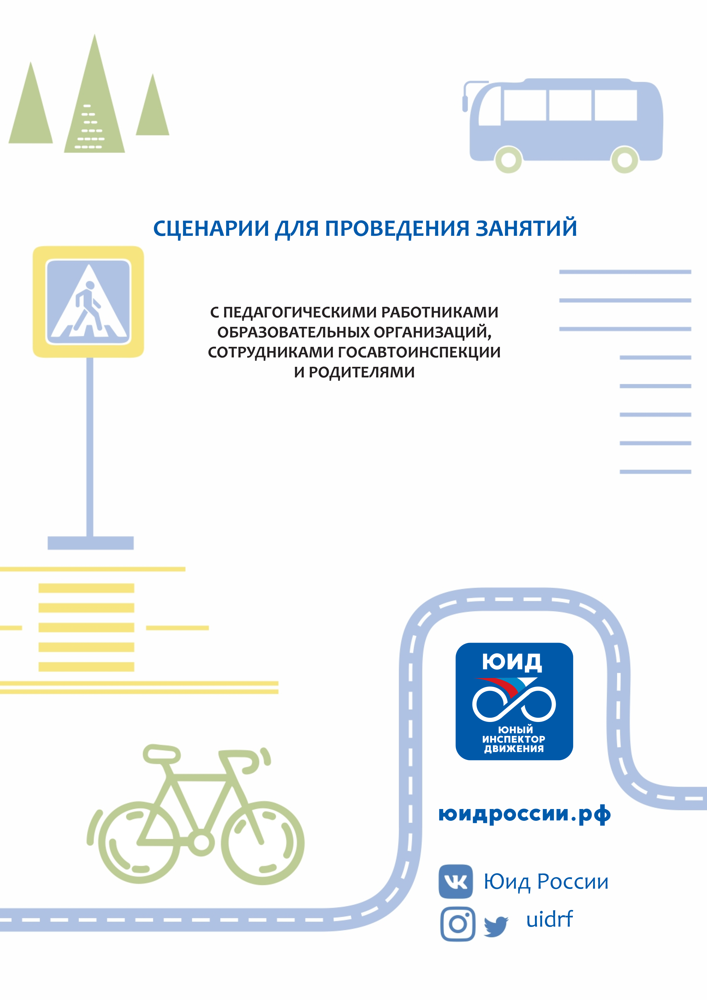 СЦЕНАРИИ ДЛЯ ПРОВЕДЕНИЯ ЗАНЯТИЙ
С ПЕДАГОГИЧЕСКИМИ РАБОТНИКАМИ
ОБРАЗОВАТЕЛЬНЫХ ОРГАНИЗАЦИЙ,
СОТРУДНИКАМИ ГОСАВТОИНСПЕКЦИИ
И РОДИТЕЛЯМИ
ЮИД
ЮНЫЙ
ИНСПЕКТОР
ДВИЖЕНИЯ
юидроссии.рф
Юид России
uidrf